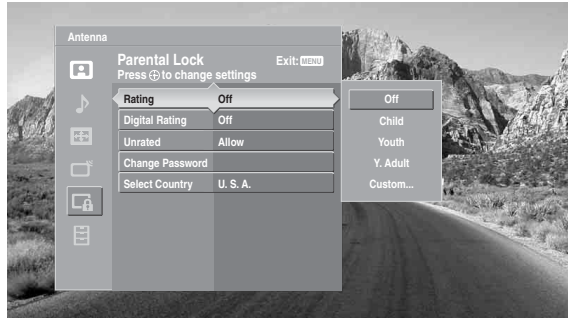 Antenna
Parental Lock
Exit: MENU
Press to change settings
Rating Off
Digital Rating Off
Unrated Allow
Change Password
Select Country U. S. A.
Off
Child
Youth
Y. Adult
Custom...